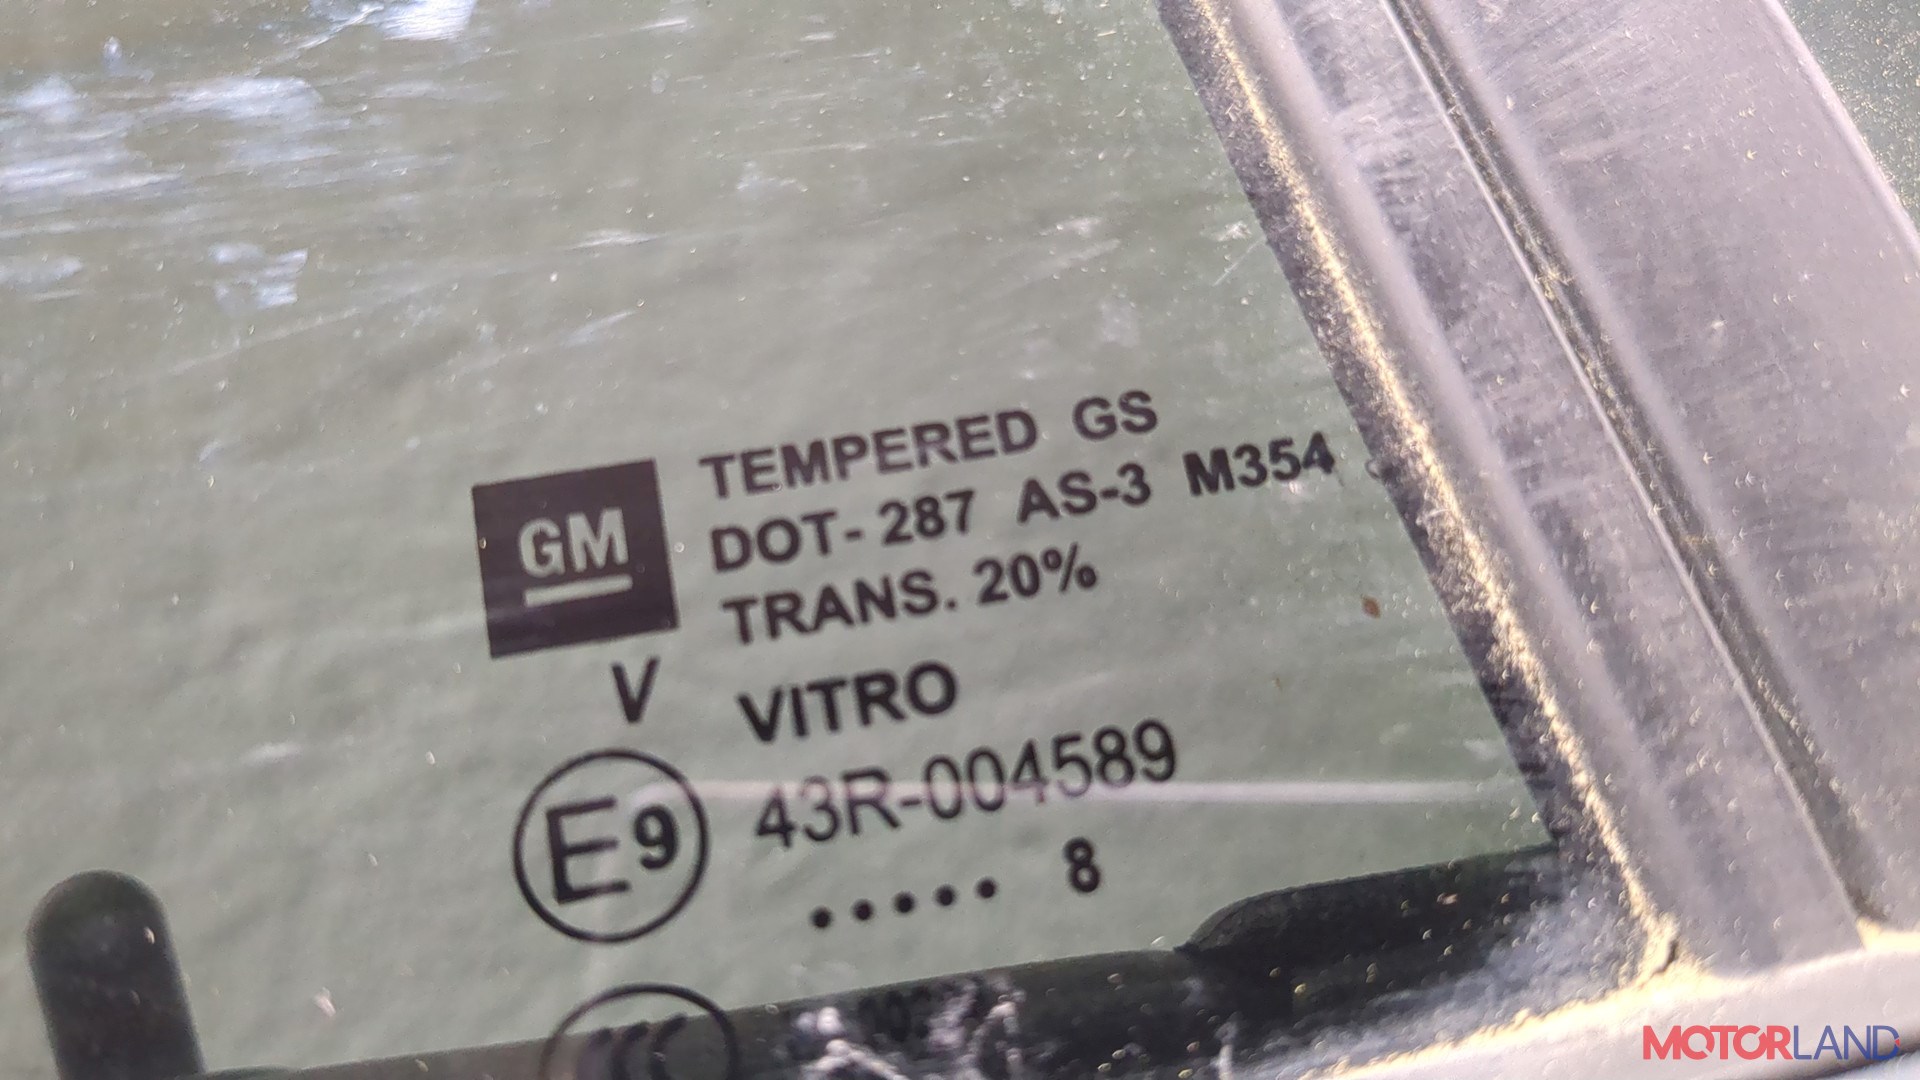 GM
TEMPERED GS
DOT-287 AS-3 M354
TRANS. 20%
V VITRO
E9 43R-004589
..... 8
MOTORLAND